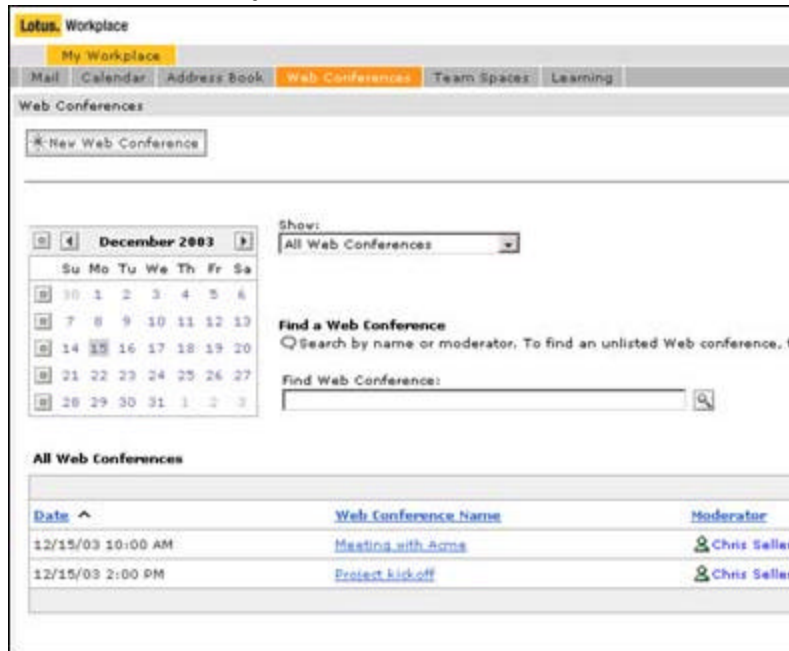 Lotus. Workplace
My Workplace
Mail Calendar Address Book Web Conferences Team Spaces Learning
Web Conferences
New Web Conference
December 2003
Su Mo Tu We Th Fr Sa
30 1 2 3 4 5 6
7 8 9 10 11 12 13
14 15 16 17 18 19 20
21 22 23 24 25 26 27
28 29 30 31 1 2 3
Show:
All Web Conferences
Find a Web Conference
Search by name or moderator. To find an unlisted Web conference,
Find Web Conference:
All Web Conferences
Date Web Conference Name Moderator
12/15/03 10:00 AM Meeting with Acme Chris Selle
12/15/03 2:00 PM Project kickoff Chris Selle